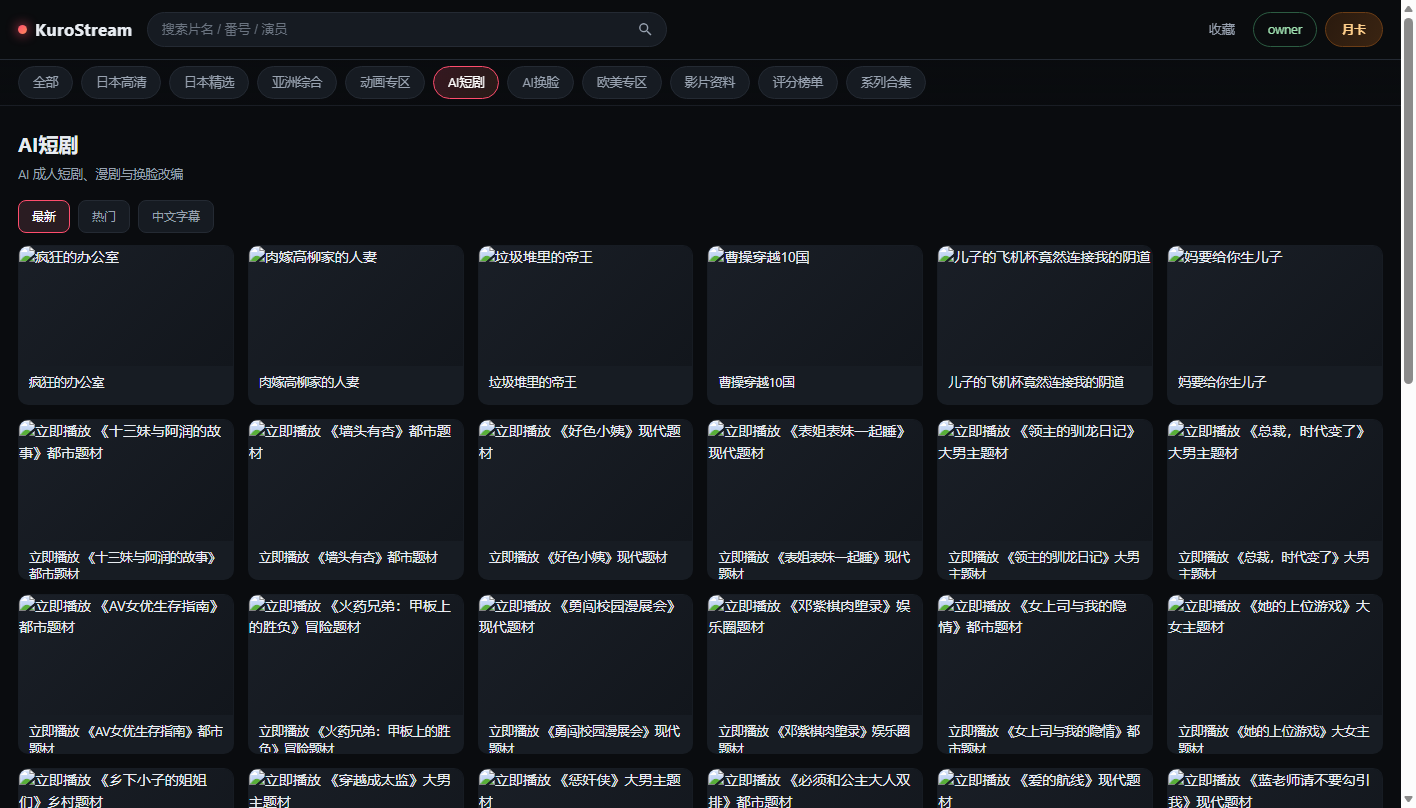 KuroStream
搜索片名 / 番号 / 演员
收藏
owner
月卡
全部
日本高清
日本精选
亚洲综合
动画专区
AI短剧
AI换脸
欧美专区
影片资料
评分榜单
系列合集
AI短剧
AI 成人短剧、漫剧与换脸改编
最新
热门
中文字幕
疯狂的办公室
肉嫁高柳家的人妻
垃圾堆里的帝王
曹操穿越10国
儿子的飞机杯竟然连接我的阴道
妈要给你生儿子
疯狂的办公室
肉嫁高柳家的人妻
垃圾堆里的帝王
曹操穿越10国
儿子的飞机杯竟然连接我的阴道
妈要给你生儿子
立即播放 《十三妹与阿润的故
事》都市题材
立即播放 《墙头有杏》都市题
材
立即播放 《好色小姨》现代题
材
立即播放 《表姐表妹一起睡》
现代题材
立即播放 《领主的驯龙日记》
大男主题材
立即播放 《总裁，时代变了》
大男主题材
立即播放 《十三妹与阿润的故事》
都市题材
立即播放 《墙头有杏》都市题材
立即播放 《好色小姨》现代题材
立即播放 《表姐表妹一起睡》现代
题材
立即播放 《领主的驯龙日记》大男
主题材
立即播放 《总裁，时代变了》大男
主题材
立即播放 《AV女优生存指南》
都市题材
立即播放 《火药兄弟：甲板上
的胜负》冒险题材
立即播放 《勇闯校园漫展会》
现代题材
立即播放 《邓紫棋肉堕录》娱
乐圈题材
立即播放 《女上司与我的隐
情》都市题材
立即播放 《她的上位游戏》大
女主题材
立即播放 《AV女优生存指南》都市
题材
立即播放 《火药兄弟：甲板上的胜
负》冒险题材
立即播放 《勇闯校园漫展会》现代
题材
立即播放 《邓紫棋肉堕录》娱乐圈
题材
立即播放 《女上司与我的隐情》都
市题材
立即播放 《她的上位游戏》大女主
题材
立即播放 《乡下小子的姐姐
们》乡村题材
立即播放 《穿越成太监》大男
主题材
立即播放 《惩奸侠》大男主题
材
立即播放 《必须和公主大人双
排》都市题材
立即播放 《爱的航线》现代题
材
立即播放 《蓝老师请不要勾引
我》现代题材